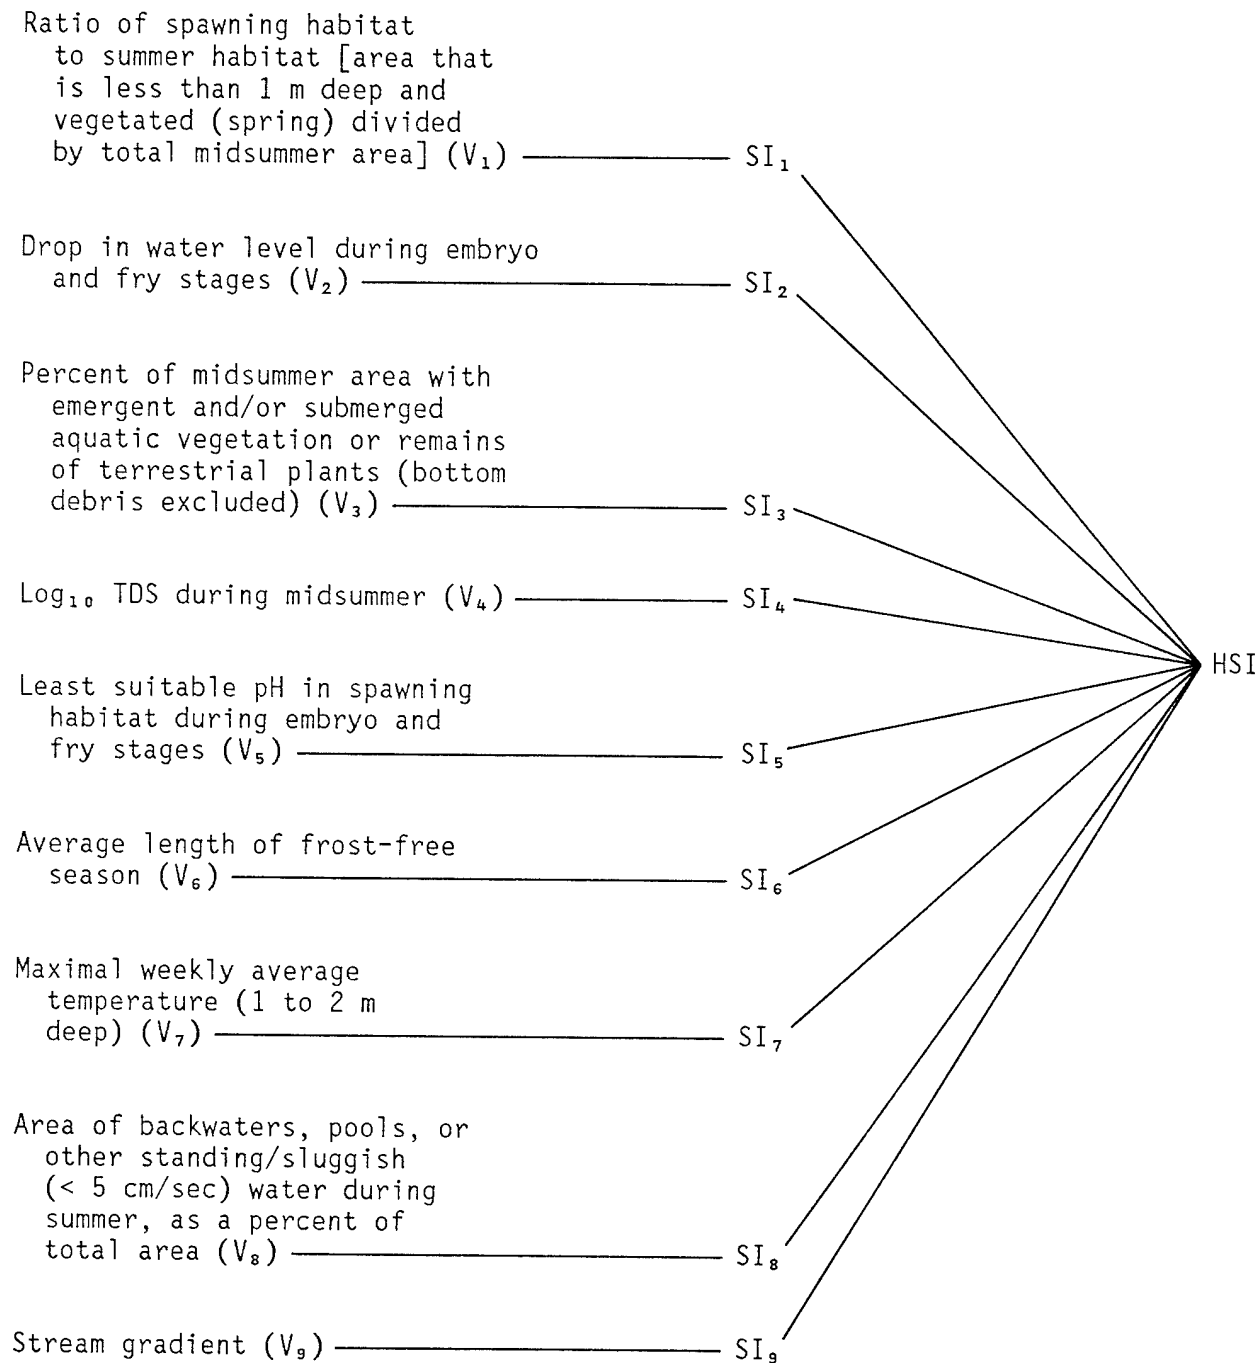 Ratio of spawning habitat
to summer habitat [area that
is less than 1 m deep and
vegetated (spring) divided
by total midsummer area] (V₁) SI₁
Drop in water level during embryo
and fry stages (V₂) SI₂
Percent of midsummer area with
emergent and/or submerged
aquatic vegetation or remains
of terrestrial plants (bottom
debris excluded) (V₃) SI₃
Log₁₀ TDS during midsummer (V₄) SI₄
HSI
Least suitable pH in spawning
habitat during embryo and
fry stages (V₅) SI₅
Average length of frost-free
season (V₆) SI₆
Maximal weekly average
temperature (1 to 2 m
deep) (V₇) SI₇
Area of backwaters, pools, or
other standing/sluggish
(< 5 cm/sec) water during
summer, as a percent of
total area (V₈) SI₈
Stream gradient (V₉) SI₉